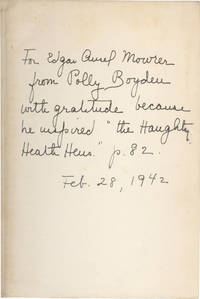 For Edgar Ansel Mowrer
from Polly Boyden
with gratitude because
he inspired "the Haughty
Heath Hens." p. 82.
Feb. 28, 1942